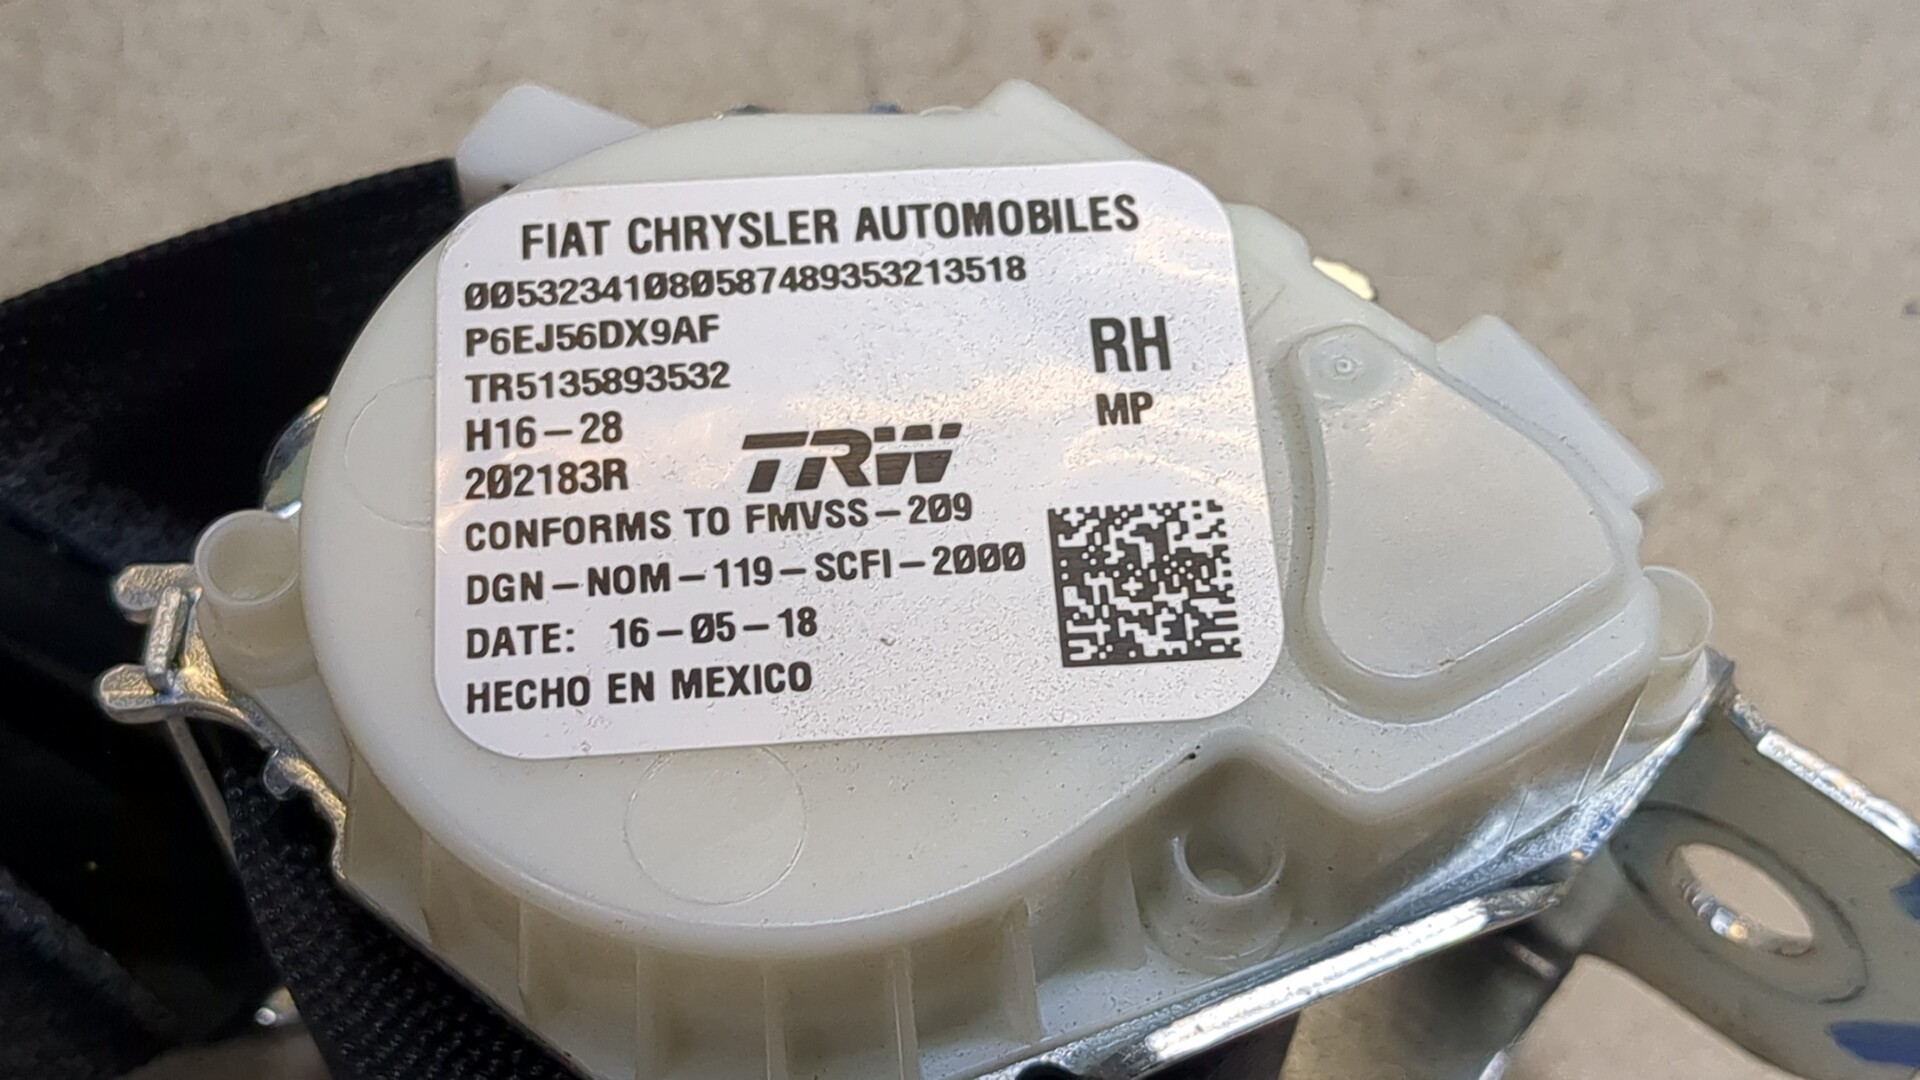 FIAT CHRYSLER AUTOMOBILES
00532341080587489353213518
P6EJ56DX9AF
RH
TR5135893532
MP
H16-28
202183R
TRW
CONFORMS TO FMVSS-209
DGN-NOM-119-SCFI-2000
DATE: 16-05-18
HECHO EN MEXICO